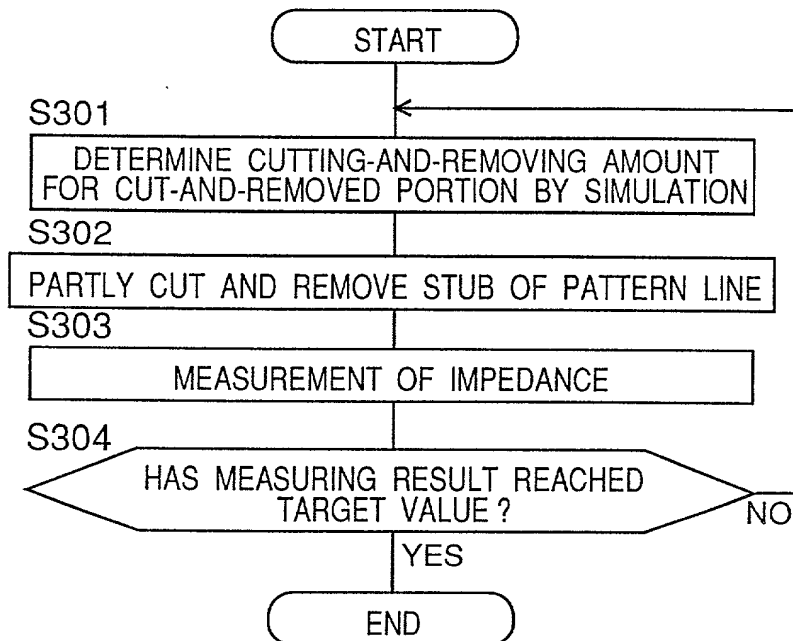 START
S301
DETERMINE CUTTING-AND-REMOVING AMOUNT
FOR CUT-AND-REMOVED PORTION BY SIMULATION
S302
PARTLY CUT AND REMOVE STUB OF PATTERN LINE
S303
MEASUREMENT OF IMPEDANCE
S304
HAS MEASURING RESULT REACHED
TARGET VALUE ?
NO
YES
END